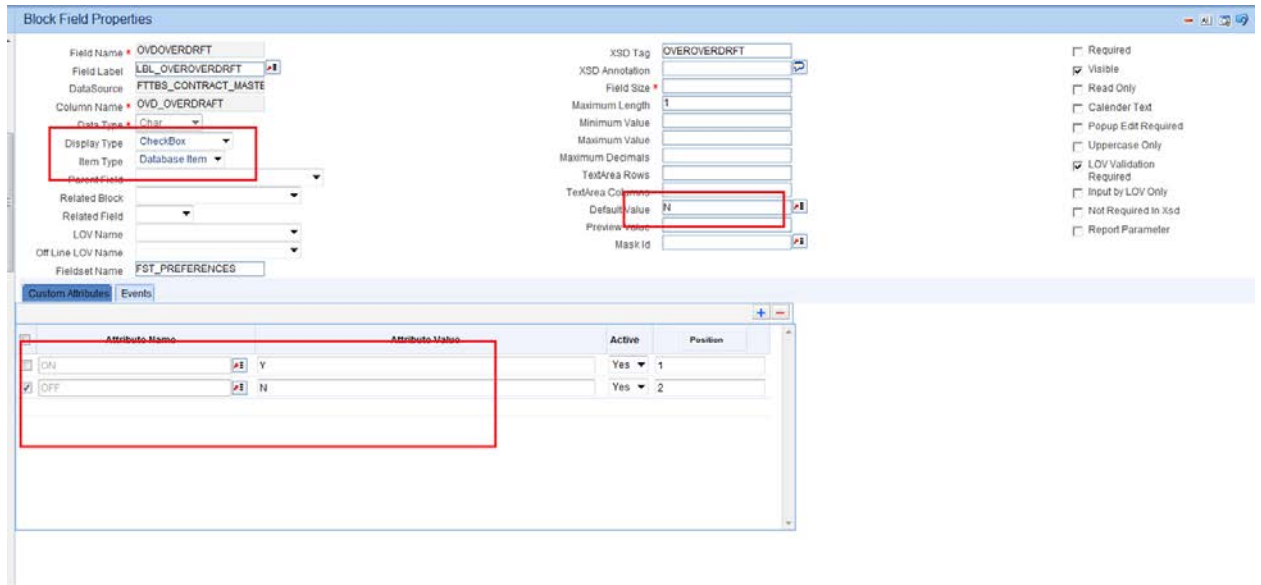 Block Field Properties
Field Name * OVDOVERDRFT
Field Label LBL_OVEROVERDRFT
DataSource FTTBS_CONTRACT_MASTE
Column Name * OVD_OVERDRAFT
Data Type * Char
Display Type CheckBox
Item Type Database Item
Parent Field
Related Block
Related Field
LOV Name
Off Line LOV Name
Fieldset Name FST_PREFERENCES
XSD Tag OVEROVERDRFT
XSD Annotation
Field Size *
Maximum Length 1
Minimum Value
Maximum Value
Maximum Decimals
TextArea Rows
TextArea Columns
Default Value N
Preview Value
Mask Id
Required
Visible
Read Only
Calender Text
Popup Edit Required
Uppercase Only
LOV Validation
Required
Input by LOV Only
Not Required In Xsd
Report Parameter
Custom Attributes Events
+ −
Attribute Name Attribute Value Active Position
ON Y Yes 1
OFF N Yes 2